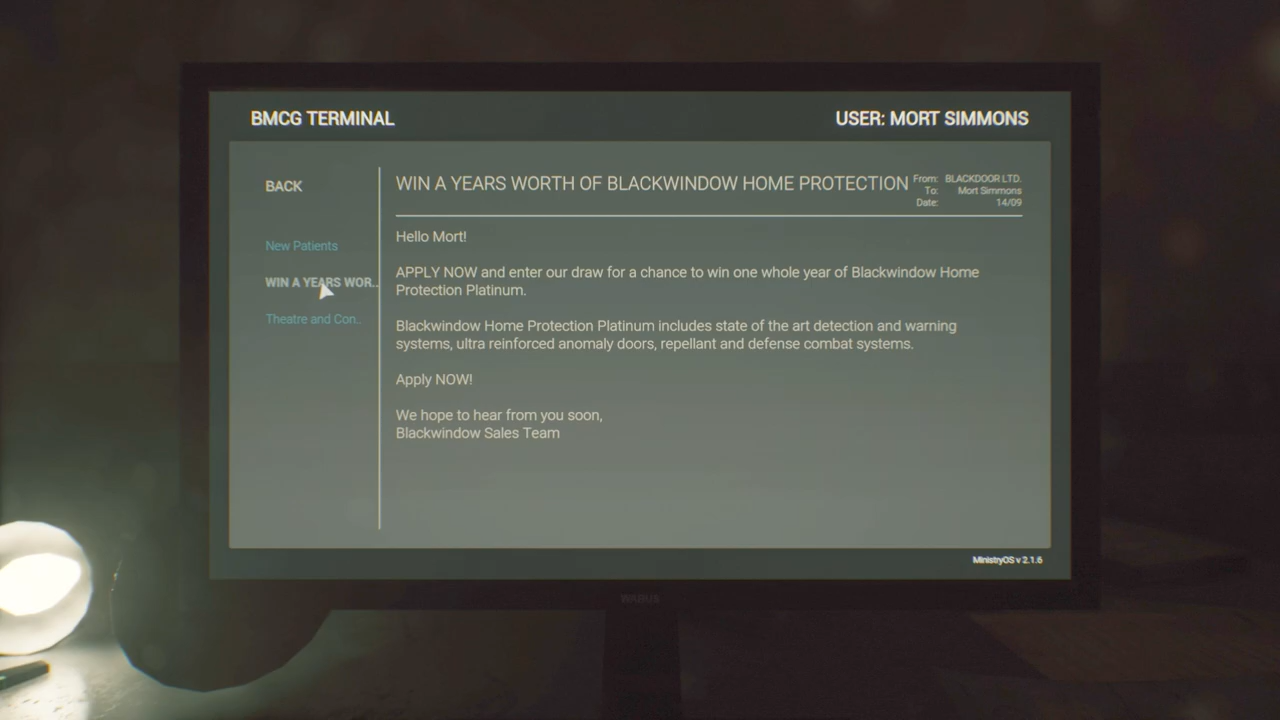 BMCG TERMINAL
USER: MORT SIMMONS
BACK
New Patients
WIN A YEARS WOR..
Theatre and Con..
WIN A YEARS WORTH OF BLACKWINDOW HOME PROTECTION
From: BLACKDOOR LTD.
To: Mort Simmons
Date: 14/09
Hello Mort!
APPLY NOW and enter our draw for a chance to win one whole year of Blackwindow Home
Protection Platinum.
Blackwindow Home Protection Platinum includes state of the art detection and warning
systems, ultra reinforced anomaly doors, repellant and defense combat systems.
Apply NOW!
We hope to hear from you soon,
Blackwindow Sales Team
MinistryOS v 2.1.6